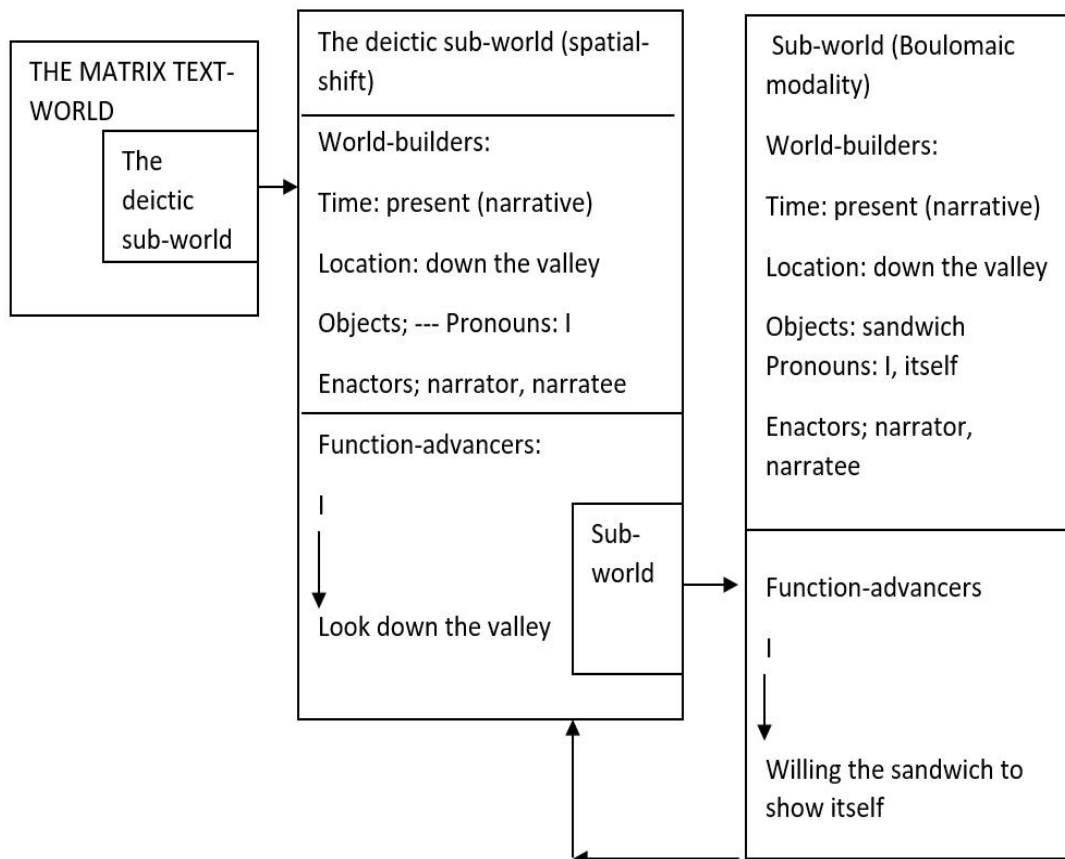 THE MATRIX TEXT-
WORLD
The
deictic
sub-world
The deictic sub-world (spatial-
shift)
World-builders:
Time: present (narrative)
Location: down the valley
Objects; --- Pronouns: I
Enactors; narrator, narratee
Function-advancers:
I
Look down the valley
Sub-
world
Sub-world (Boulomaic
modality)
World-builders:
Time: present (narrative)
Location: down the valley
Objects: sandwich
Pronouns: I, itself
Enactors; narrator,
narratee
Function-advancers
I
Willing the sandwich to
show itself